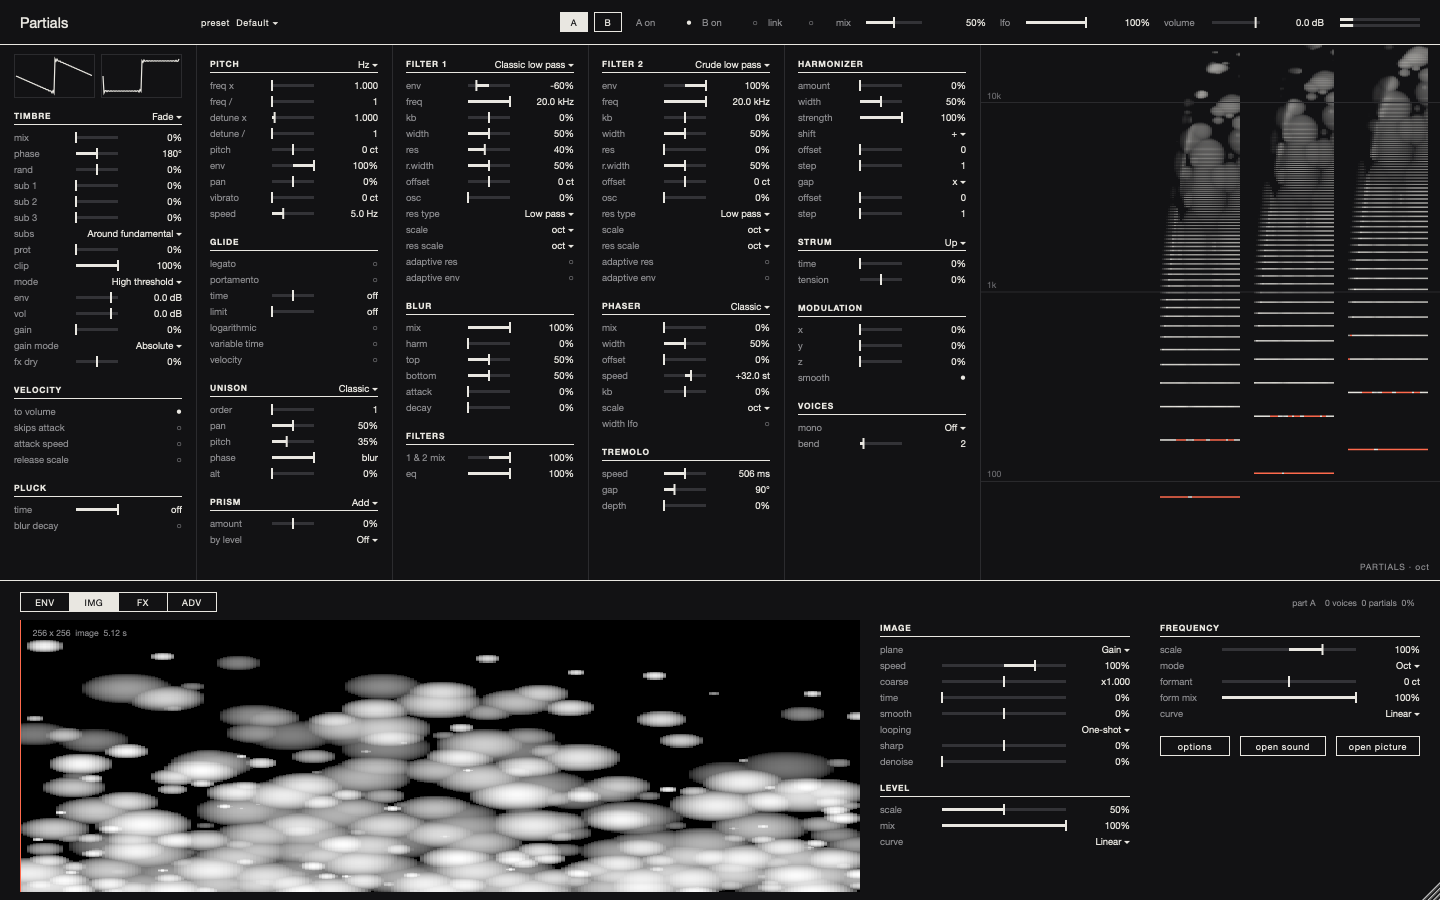 Partials
preset Default
A B A on B on link mix 50% lfo 100% volume 0.0 dB
TIMBRE Fade
mix 0%
phase 180°
rand 0%
sub 1 0%
sub 2 0%
sub 3 0%
subs Around fundamental
prot 0%
clip 100%
mode High threshold
env 0.0 dB
vol 0.0 dB
gain 0%
gain mode Absolute
fx dry 0%
VELOCITY
to volume
skips attack
attack speed
release scale
PLUCK
time off
blur decay
PITCH Hz
freq x 1.000
freq / 1
detune x 1.000
detune / 1
pitch 0 ct
env 100%
pan 0%
vibrato 0 ct
speed 5.0 Hz
GLIDE
legato
portamento
time off
limit off
logarithmic
variable time
velocity
UNISON Classic
order 1
pan 50%
pitch 35%
phase blur
alt 0%
PRISM Add
amount 0%
by level Off
FILTER 1 Classic low pass
env -60%
freq 20.0 kHz
kb 0%
width 50%
res 40%
r.width 50%
offset 0 ct
osc 0%
res type Low pass
scale oct
res scale oct
adaptive res
adaptive env
BLUR
mix 100%
harm 0%
top 50%
bottom 50%
attack 0%
decay 0%
FILTERS
1 & 2 mix 100%
eq 100%
FILTER 2 Crude low pass
env 100%
freq 20.0 kHz
kb 0%
width 50%
res 0%
r.width 50%
offset 0 ct
osc 0%
res type Low pass
scale oct
res scale oct
adaptive res
adaptive env
PHASER Classic
mix 0%
width 50%
offset 0%
speed +32.0 st
kb 0%
scale oct
width lfo
TREMOLO
speed 506 ms
gap 90°
depth 0%
HARMONIZER
amount 0%
width 50%
strength 100%
shift +
offset 0
step 1
gap x
offset 0
step 1
STRUM Up
time 0%
tension 0%
MODULATION
x 0%
y 0%
z 0%
smooth
VOICES
mono Off
bend 2
10k
1k
100
PARTIALS · oct
ENV IMG FX ADV
part A 0 voices 0 partials 0%
256 x 256 image 5.12 s
IMAGE
plane Gain
speed 100%
coarse x1.000
time 0%
smooth 0%
looping One-shot
sharp 0%
denoise 0%
LEVEL
scale 50%
mix 100%
curve Linear
FREQUENCY
scale 100%
mode Oct
formant 0 ct
form mix 100%
curve Linear
options open sound open picture